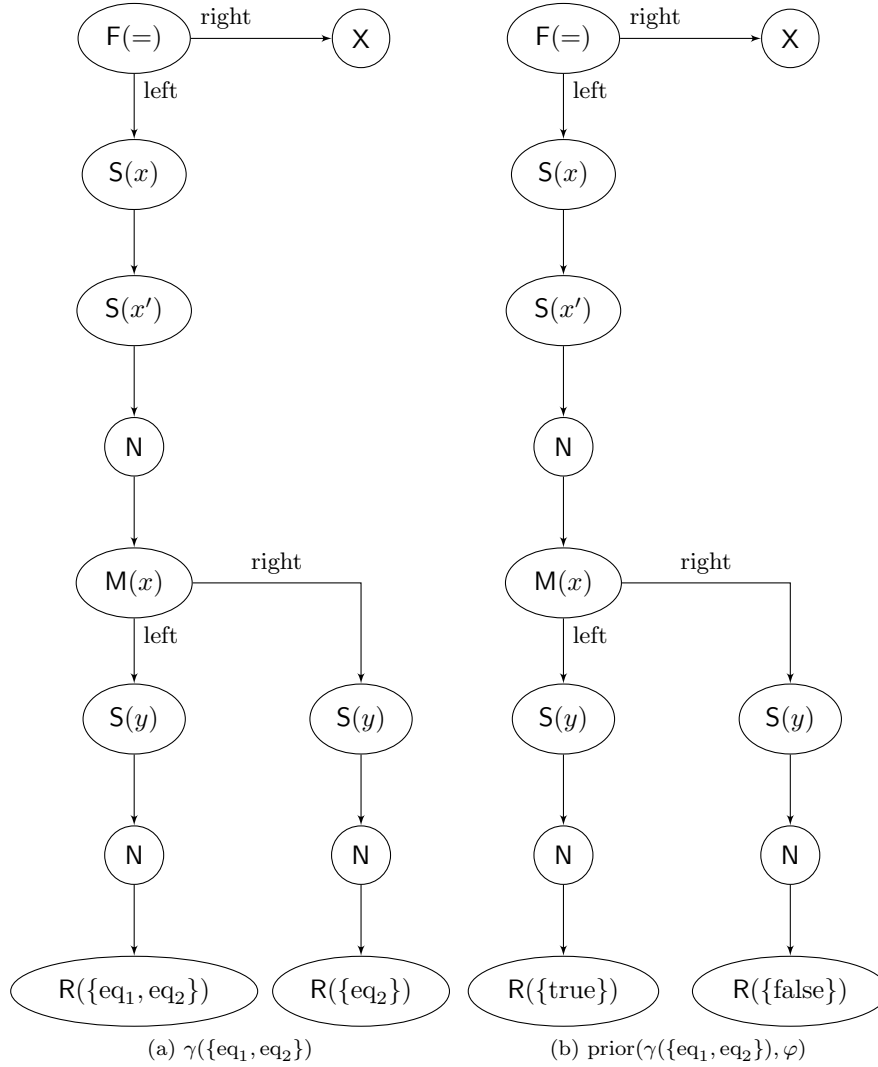 F(=)
right
X
left
S(x)
S(x′)
N
M(x)
right
left
S(y)
S(y)
N
N
R({eq₁, eq₂})
R({eq₂})
(a) γ({eq₁, eq₂})
F(=)
right
X
left
S(x)
S(x′)
N
M(x)
right
left
S(y)
S(y)
N
N
R({true})
R({false})
(b) prior(γ({eq₁, eq₂}), φ)